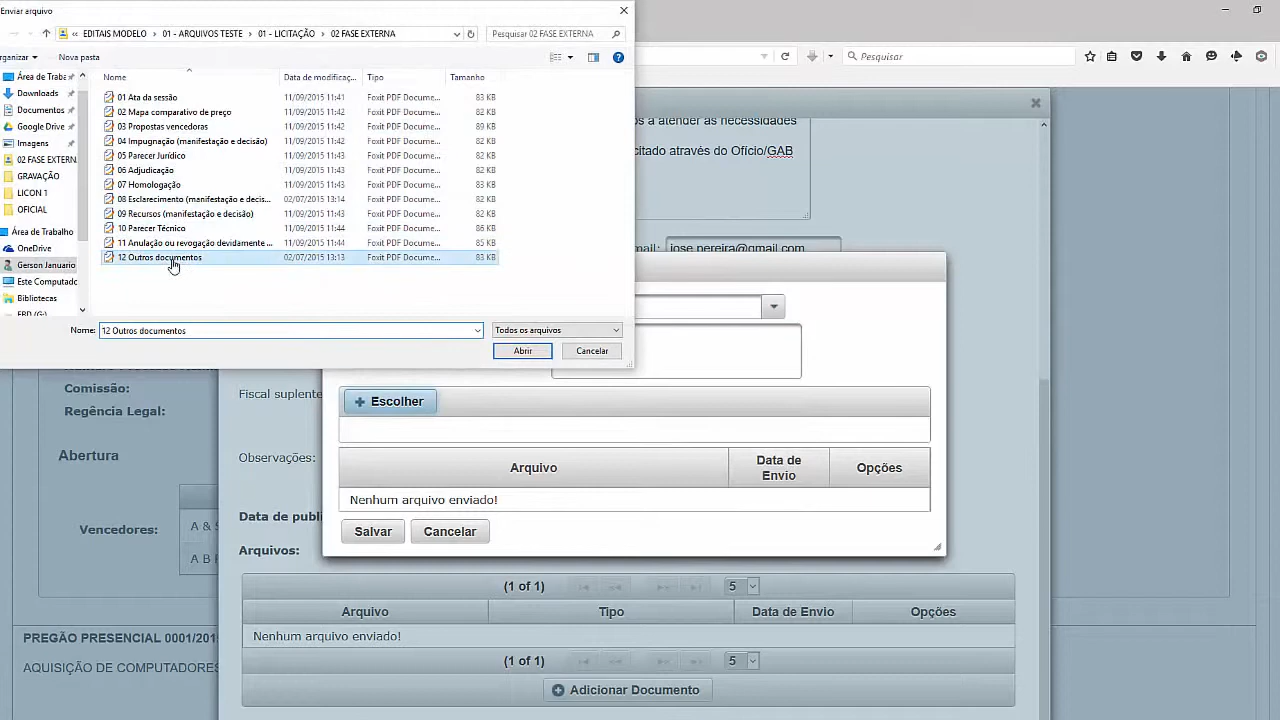 Enviar arquivo
« EDITAIS MODELO › 01 - ARQUIVOS TESTE › 01 - LICITAÇÃO › 02 FASE EXTERNA
Pesquisar 02 FASE EXTERNA
Pesquisar
Nova pasta
Nome Data de modificaç... Tipo Tamanho
01 Ata da sessão 11/09/2015 11:41 Foxit PDF Docume... 83 KB
02 Mapa comparativo de preço 11/09/2015 11:42 Foxit PDF Docume... 82 KB
03 Propostas vencedoras 11/09/2015 11:42 Foxit PDF Docume... 89 KB
04 Impugnação (manifestação e decisão) 11/09/2015 11:42 Foxit PDF Docume... 82 KB
05 Parecer Jurídico 11/09/2015 11:43 Foxit PDF Docume... 82 KB
06 Adjudicação 11/09/2015 11:43 Foxit PDF Docume... 82 KB
07 Homologação 11/09/2015 11:43 Foxit PDF Docume... 83 KB
08 Esclarecimento (manifestação e decis... 02/07/2015 13:14 Foxit PDF Docume... 82 KB
09 Recursos (manifestação e decisão) 11/09/2015 11:43 Foxit PDF Docume... 82 KB
10 Parecer Técnico 11/09/2015 11:44 Foxit PDF Docume... 86 KB
11 Anulação ou revogação devidamente ... 11/09/2015 11:44 Foxit PDF Docume... 85 KB
12 Outros documentos 02/07/2015 13:13 Foxit PDF Docume... 83 KB
Área de Traba
Downloads
Documentos
Google Drive
Imagens
02 FASE EXTERN
GRAVAÇÃO
LICON 1
OFICIAL
Área de Trabalho
OneDrive
Gerson Januario
Este Computado
Bibliotecas
Nome: 12 Outros documentos
Todos os arquivos
Abrir Cancelar
os a atender as necessidades
citado através do Ofício/GAB
mail: jose.pereira@gmail.com
Escolher
Arquivo Data de Envio Opções
Nenhum arquivo enviado!
Salvar Cancelar
Comissão:
Regência Legal:
Abertura
Vencedores: A & S
A B F
Fiscal suplente
Observações:
Data de publi
Arquivos:
(1 of 1) 5
Arquivo Tipo Data de Envio Opções
Nenhum arquivo enviado!
(1 of 1) 5
Adicionar Documento
PREGÃO PRESENCIAL 0001/201
AQUISIÇÃO DE COMPUTADORES